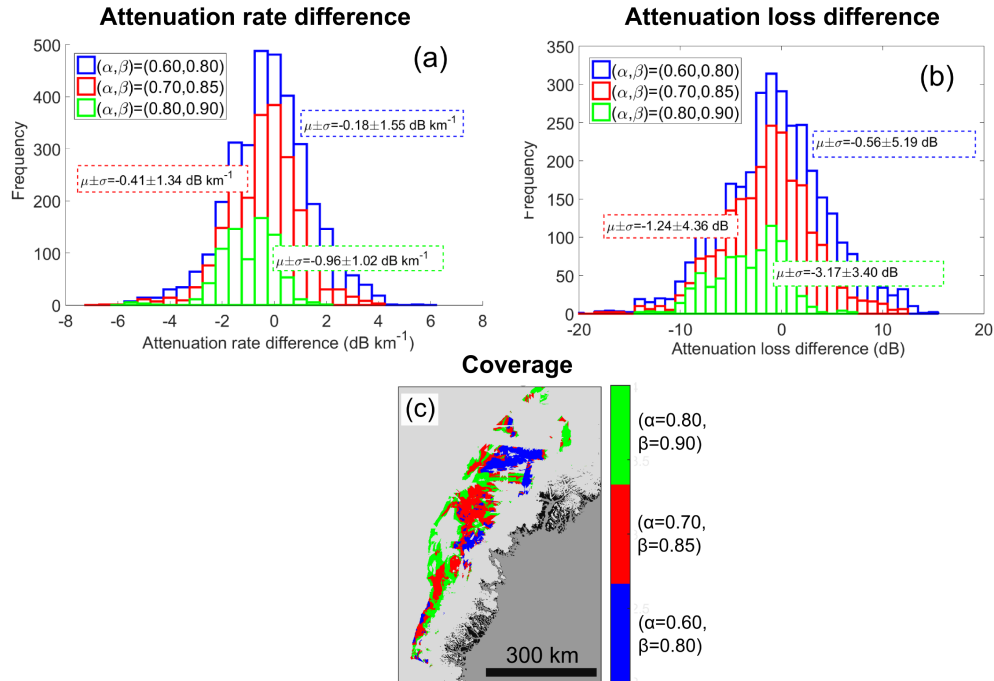 Attenuation rate difference
Attenuation loss difference
(a)
(α,β)=(0.60,0.80)
(α,β)=(0.70,0.85)
(α,β)=(0.80,0.90)
μ±σ=-0.18±1.55 dB km⁻¹
μ±σ=-0.41±1.34 dB km⁻¹
μ±σ=-0.96±1.02 dB km⁻¹
Frequency
500
400
300
200
100
0
-8 -6 -4 -2 0 2 4 6 8
Attenuation rate difference (dB km⁻¹)
(b)
(α,β)=(0.60,0.80)
(α,β)=(0.70,0.85)
(α,β)=(0.80,0.90)
μ±σ=-0.56±5.19 dB
μ±σ=-1.24±4.36 dB
μ±σ=-3.17±3.40 dB
Frequency
350
300
250
200
150
100
50
0
-20 -10 0 10 20
Attenuation loss difference (dB)
Coverage
(c)
(α=0.80,
β=0.90)
(α=0.70,
β=0.85)
(α=0.60,
β=0.80)
300 km